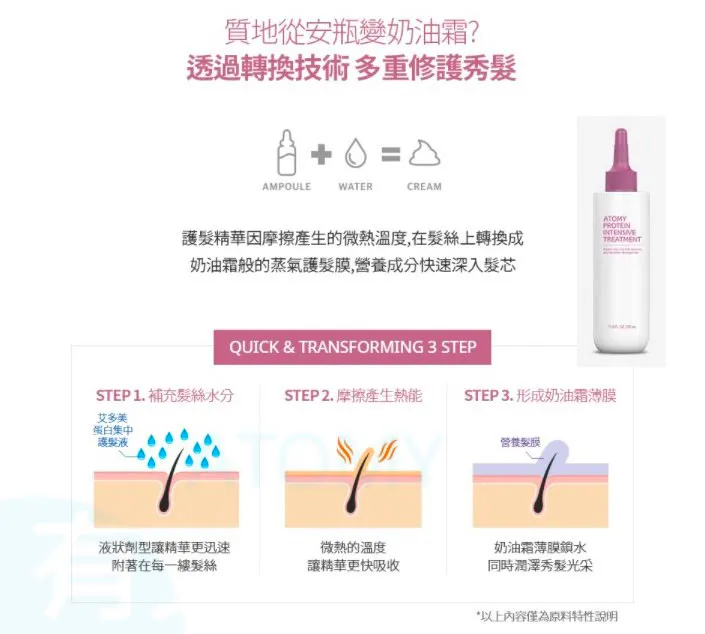 質地從安瓶變奶油霜?
透過轉換技術 多重修護秀髮
AMPOULE
WATER
CREAM
護髮精華因摩擦產生的微熱溫度,在髮絲上轉換成
奶油霜般的蒸氣護髮膜,營養成分快速深入髮芯
ATOMY
PROTEIN
INTENSIVE
TREATMENT
QUICK & TRANSFORMING 3 STEP
STEP 1. 補充髮絲水分
艾多美
蛋白集中
護髮液
液狀劑型讓精華更迅速
附著在每一縷髮絲
STEP 2. 摩擦產生熱能
微熱的溫度
讓精華更快吸收
STEP 3. 形成奶油霜薄膜
營養髮膜
奶油霜薄膜鎖水
同時潤澤秀髮光采
ATOMY
有
*以上內容僅為原料特性說明